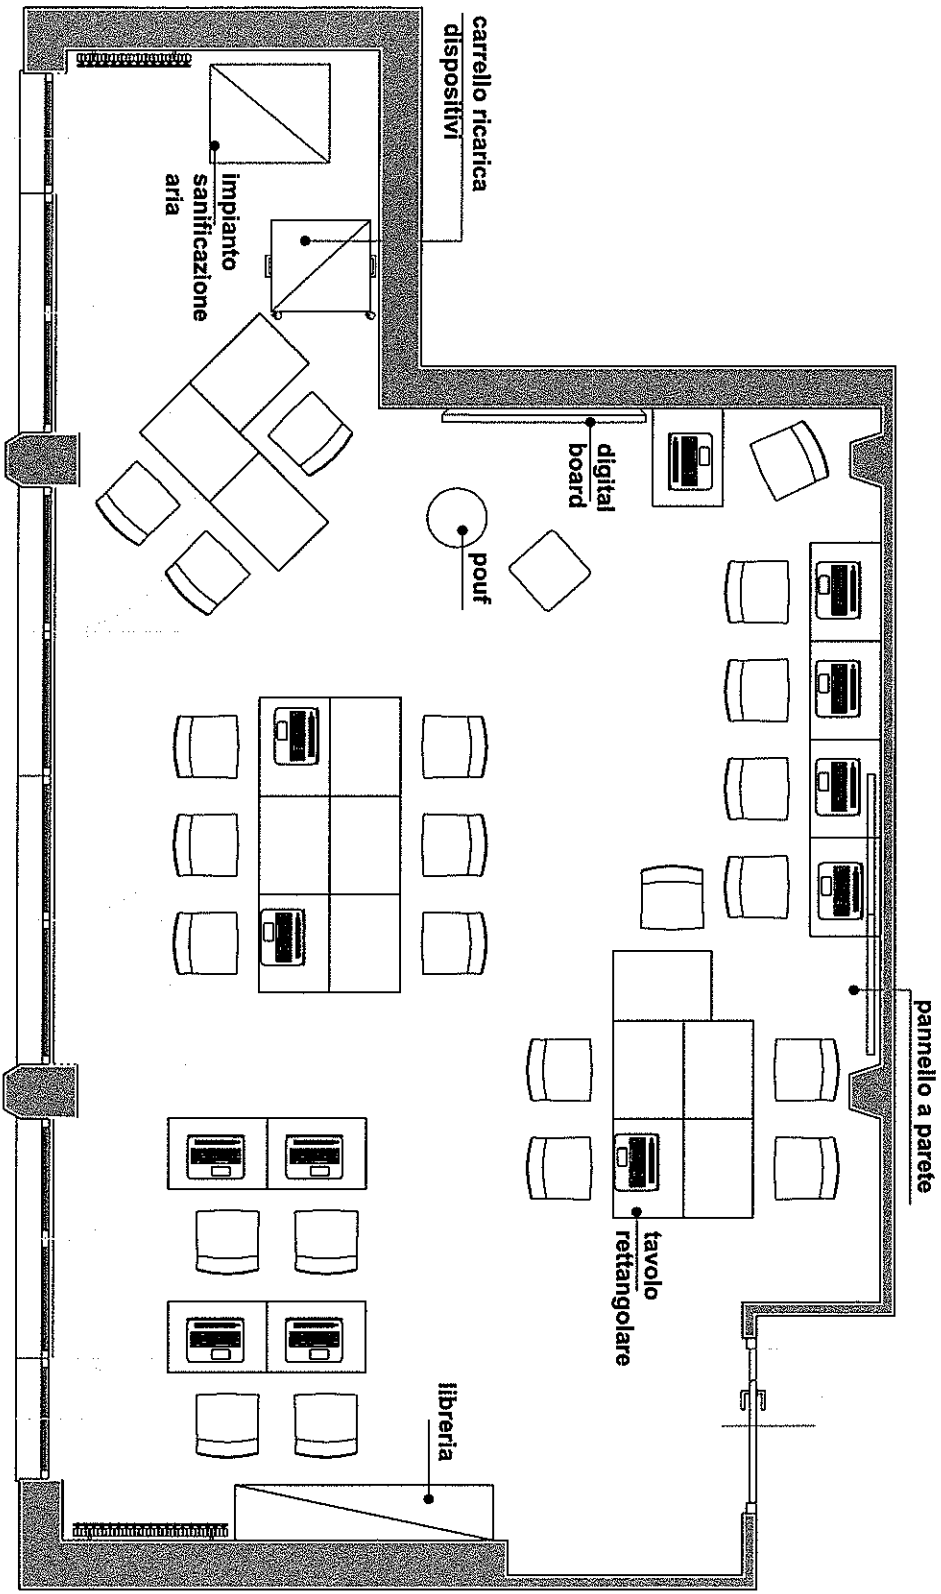 carrello ricarica
dispositivi
impianto
sanificazione
aria
digital
board
pouf
pannello a parete
tavolo
rettangolare
libreria